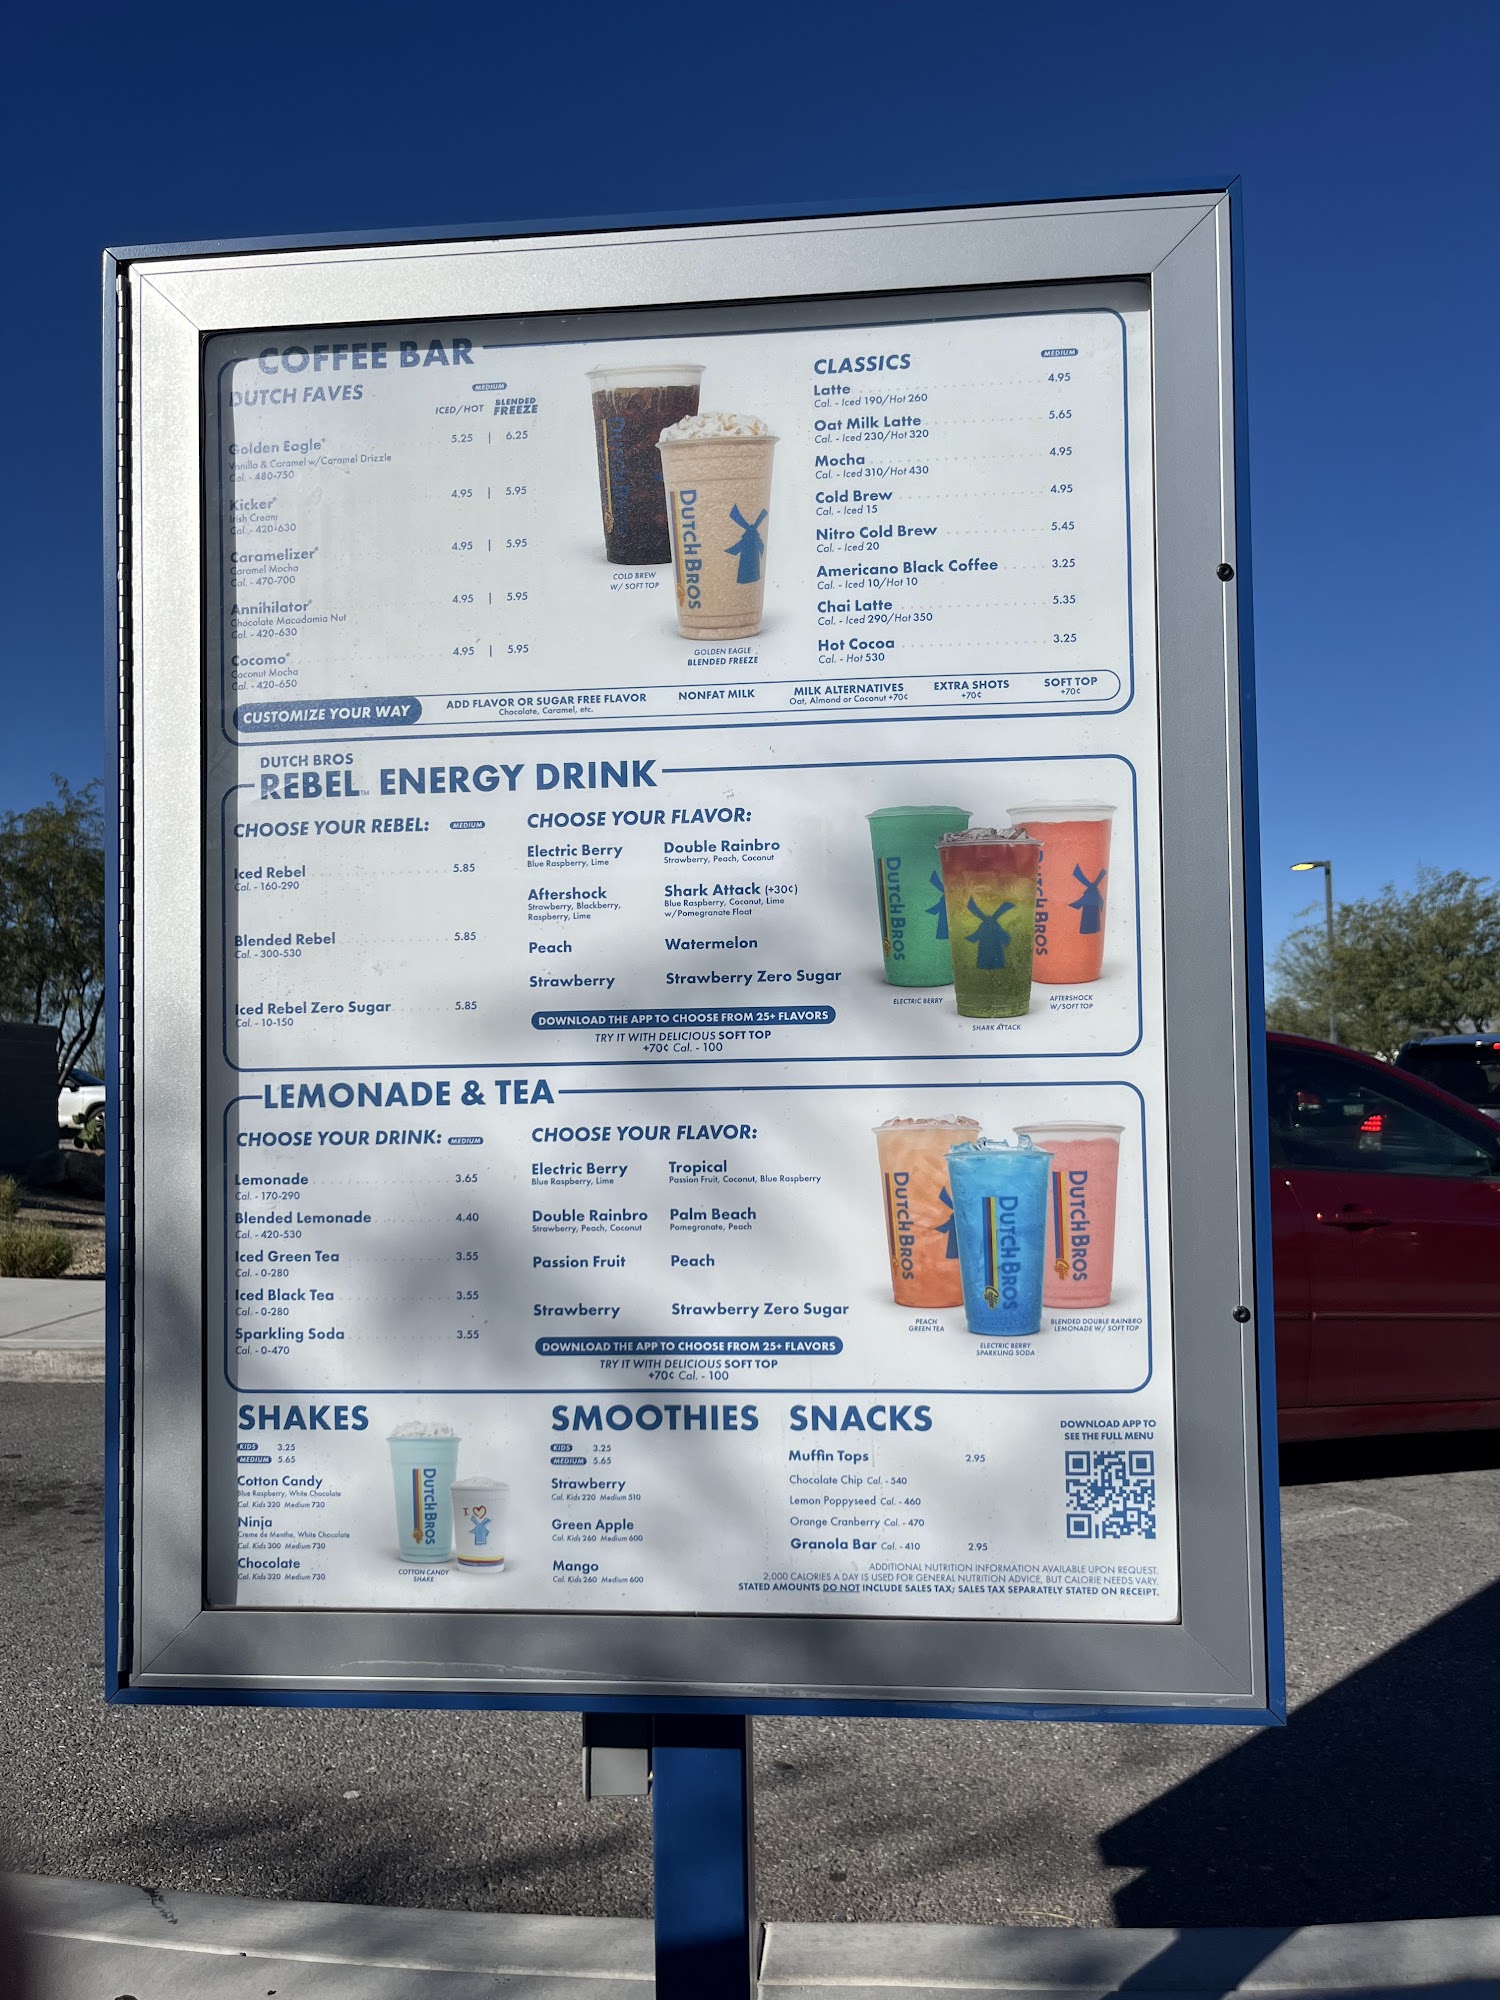 COFFEE BAR
DUTCH FAVES
MEDIUM
ICED/HOT
BLENDED
FREEZE
Golden Eagle® 5.25 | 6.25
Vanilla & Caramel w/Caramel Drizzle
Cal. - 480-750
Kicker® 4.95 | 5.95
Irish Cream
Cal. - 420-630
Caramelizer® 4.95 | 5.95
Caramel Mocha
Cal. - 470-700
Annihilator® 4.95 | 5.95
Chocolate Macadamia Nut
Cal. - 420-630
Cocomo® 4.95 | 5.95
Coconut Mocha
Cal. - 420-650
DUTCH BROS
COLD BREW
W/ SOFT TOP
DUTCH BROS
GOLDEN EAGLE
BLENDED FREEZE
CLASSICS
MEDIUM
Latte 4.95
Cal. - Iced 190/Hot 260
Oat Milk Latte 5.65
Cal. - Iced 230/Hot 320
Mocha 4.95
Cal. - Iced 310/Hot 430
Cold Brew 4.95
Cal. - Iced 15
Nitro Cold Brew 5.45
Cal. - Iced 20
Americano Black Coffee 3.25
Cal. - Iced 10/Hot 10
Chai Latte 5.35
Cal. - Iced 290/Hot 350
Hot Cocoa 3.25
Cal. - Hot 530
CUSTOMIZE YOUR WAY
ADD FLAVOR OR SUGAR FREE FLAVOR
Chocolate, Caramel, etc.
NONFAT MILK
MILK ALTERNATIVES
Oat, Almond or Coconut +70¢
EXTRA SHOTS
+70¢
SOFT TOP
+70¢
DUTCH BROS
REBEL™ ENERGY DRINK
CHOOSE YOUR REBEL: MEDIUM
Iced Rebel 5.85
Cal. - 160-290
Blended Rebel 5.85
Cal. - 300-530
Iced Rebel Zero Sugar 5.85
Cal. - 10-150
CHOOSE YOUR FLAVOR:
Electric Berry
Blue Raspberry, Lime
Double Rainbro
Strawberry, Peach, Coconut
Aftershock
Strawberry, Blackberry,
Raspberry, Lime
Shark Attack (+30¢)
Blue Raspberry, Coconut, Lime
w/Pomegranate Float
Peach
Watermelon
Strawberry
Strawberry Zero Sugar
DOWNLOAD THE APP TO CHOOSE FROM 25+ FLAVORS
TRY IT WITH DELICIOUS SOFT TOP
+70¢ Cal. - 100
DUTCH BROS
DUTCH BROS
ELECTRIC BERRY
SHARK ATTACK
AFTERSHOCK
W/SOFT TOP
LEMONADE & TEA
CHOOSE YOUR DRINK: MEDIUM
Lemonade 3.65
Cal. - 170-290
Blended Lemonade 4.40
Cal. - 420-530
Iced Green Tea 3.55
Cal. - 0-280
Iced Black Tea 3.55
Cal. - 0-280
Sparkling Soda 3.55
Cal. - 0-470
CHOOSE YOUR FLAVOR:
Electric Berry
Blue Raspberry, Lime
Tropical
Passion Fruit, Coconut, Blue Raspberry
Double Rainbro
Strawberry, Peach, Coconut
Palm Beach
Pomegranate, Peach
Passion Fruit
Peach
Strawberry
Strawberry Zero Sugar
DOWNLOAD THE APP TO CHOOSE FROM 25+ FLAVORS
TRY IT WITH DELICIOUS SOFT TOP
+70¢ Cal. - 100
DUTCH BROS
DUTCH BROS
DUTCH BROS
PEACH
GREEN TEA
ELECTRIC BERRY
SPARKLING SODA
BLENDED DOUBLE RAINBRO
LEMONADE W/ SOFT TOP
SHAKES
KIDS 3.25
MEDIUM 5.65
Cotton Candy
Blue Raspberry, White Chocolate
Cal. Kids 320 Medium 730
Ninja
Creme de Menthe, White Chocolate
Cal. Kids 300 Medium 730
Chocolate
Cal. Kids 320 Medium 730
DUTCH BROS
I
COTTON CANDY
SHAKE
SMOOTHIES
KIDS 3.25
MEDIUM 5.65
Strawberry
Cal. Kids 220 Medium 510
Green Apple
Cal. Kids 260 Medium 600
Mango
Cal. Kids 260 Medium 600
SNACKS
Muffin Tops 2.95
Chocolate Chip Cal. - 540
Lemon Poppyseed Cal. - 460
Orange Cranberry Cal. - 470
Granola Bar Cal. - 410 2.95
DOWNLOAD APP TO
SEE THE FULL MENU
ADDITIONAL NUTRITION INFORMATION AVAILABLE UPON REQUEST.
2,000 CALORIES A DAY IS USED FOR GENERAL NUTRITION ADVICE, BUT CALORIE NEEDS VARY.
STATED AMOUNTS DO NOT INCLUDE SALES TAX; SALES TAX SEPARATELY STATED ON RECEIPT.